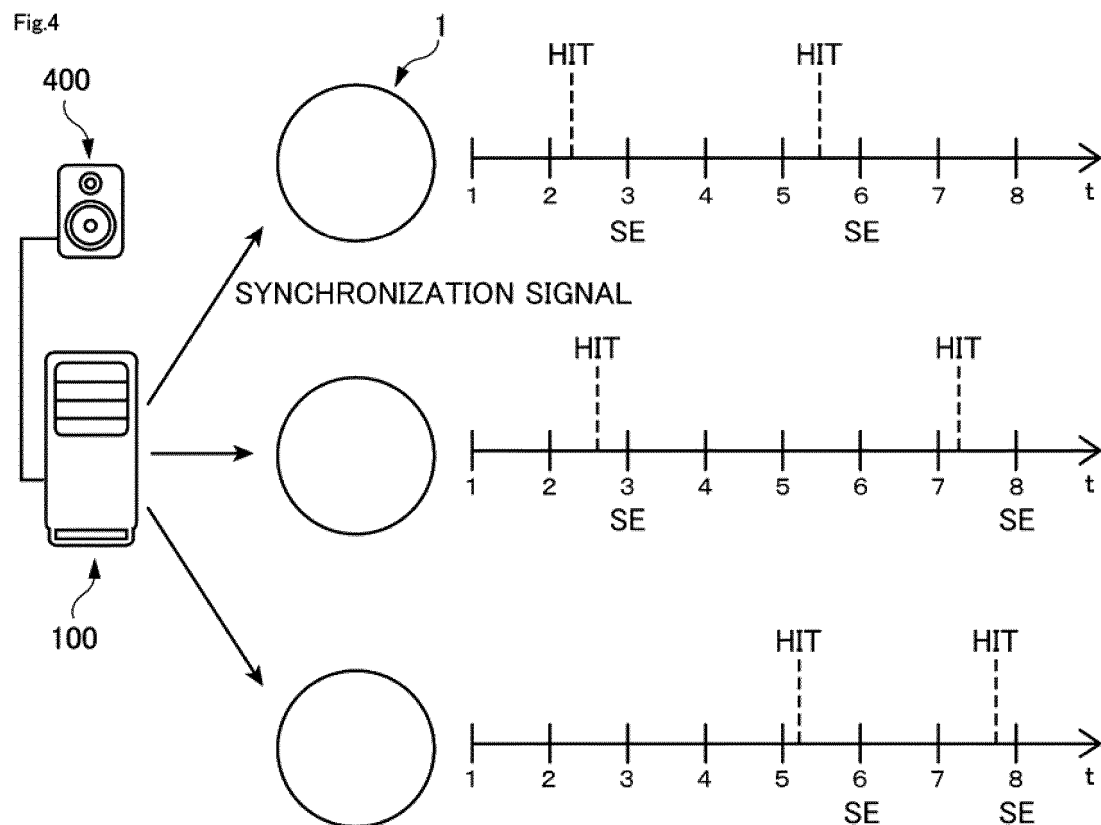 Fig.4
400
1
HIT HIT
1 2 3 4 5 6 7 8 t
SE SE
SYNCHRONIZATION SIGNAL
HIT HIT
1 2 3 4 5 6 7 8 t
SE SE
100
HIT HIT
1 2 3 4 5 6 7 8 t
SE SE